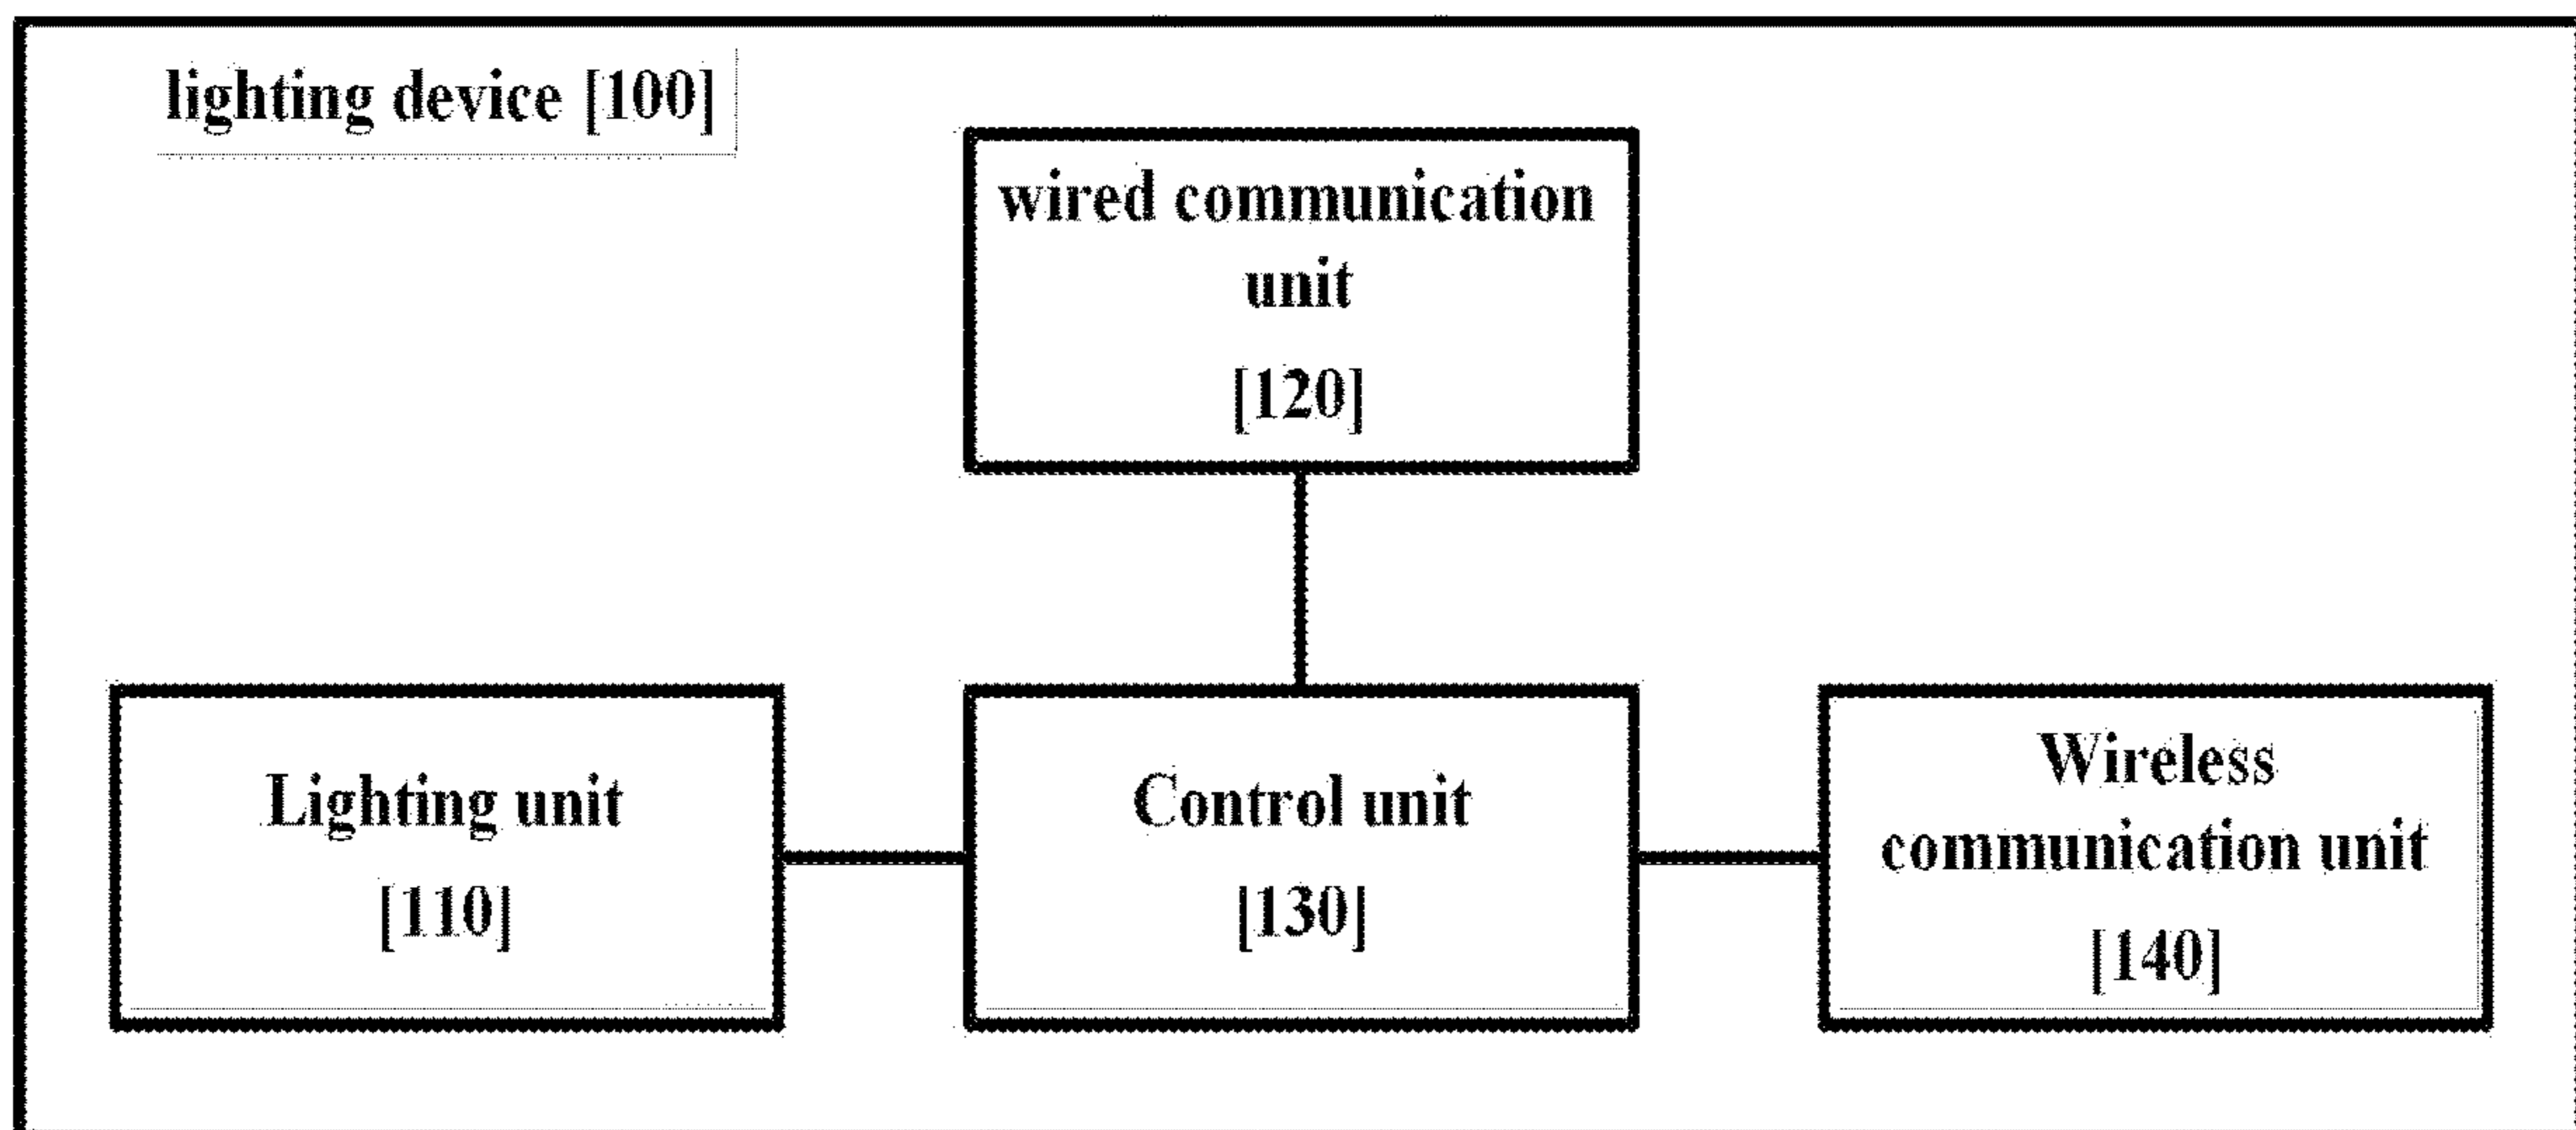 lighting device [100]
wired communication
unit
[120]
Lighting unit
[110]
Control unit
[130]
Wireless
communication unit
[140]